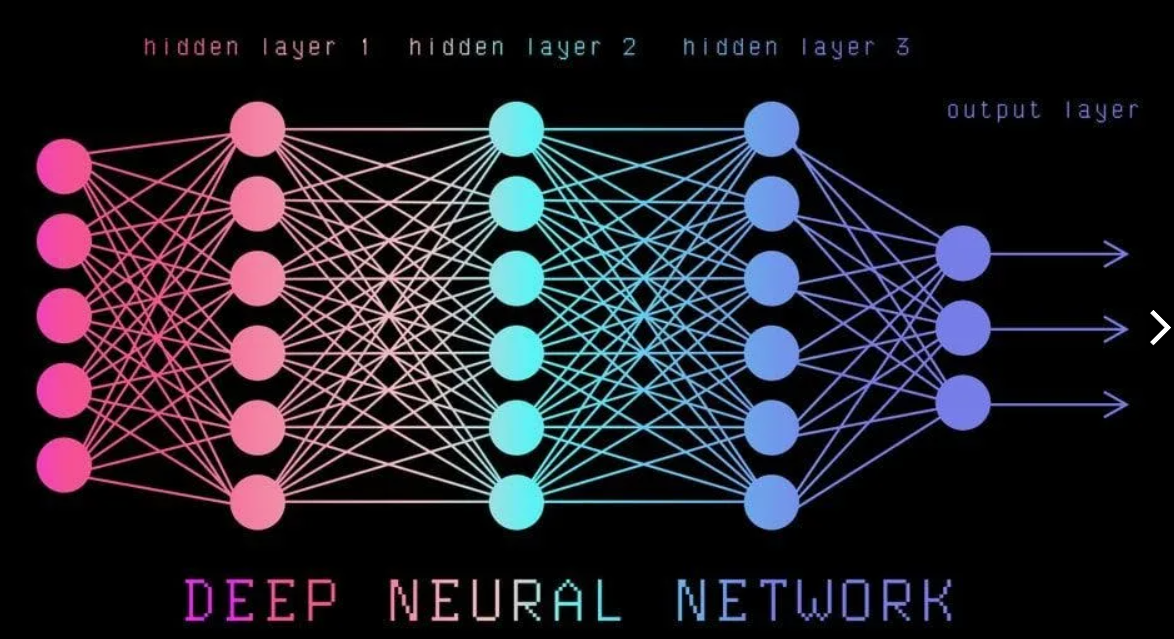 hidden layer 1 hidden layer 2 hidden layer 3
output layer
DEEP NEURAL NETWORK